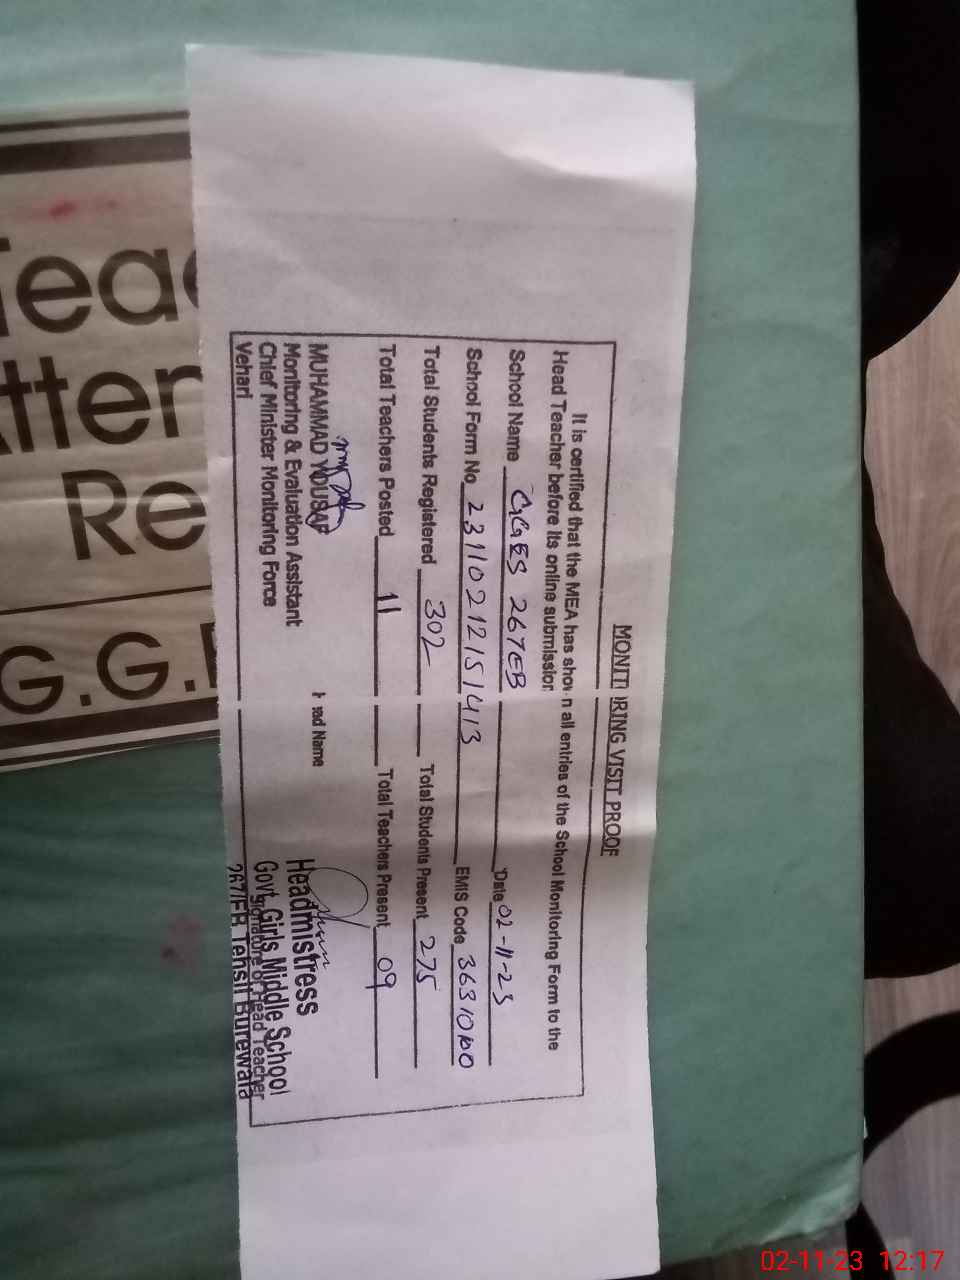 MONITORING VISIT PROOF
It is certified that the MEA has shown all entries of the School Monitoring Form to the
Head Teacher before its online submission
School Name GGES 267EB Date 02-11-23
School Form No 23110212151413 EMIS Code
Total Students Registered 302 Total Students Present 275
Total Teachers Posted 11 Total Teachers Present 09
MUHAMMAD YOUSAF
Monitoring & Evaluation Assistant
Chief Minister Monitoring Force
Vehari
Head Name
Headmistress
Govt. Girls Middle School
Signature of Head Teacher
267/EB Tehsil Burewala
Teac
Atten
Re
G.G.E
02-11-23 12:17